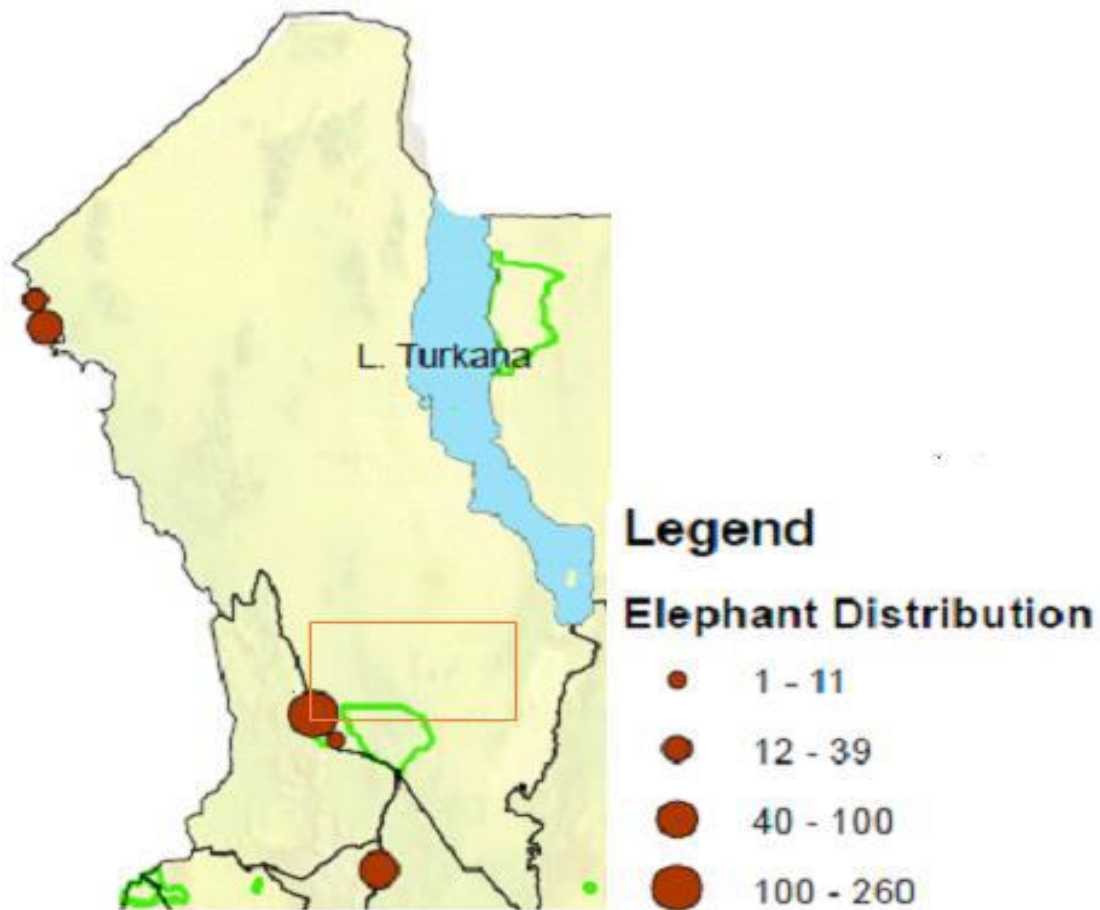 L. Turkana
Legend
Elephant Distribution
1 - 11
12 - 39
40 - 100
100 - 260